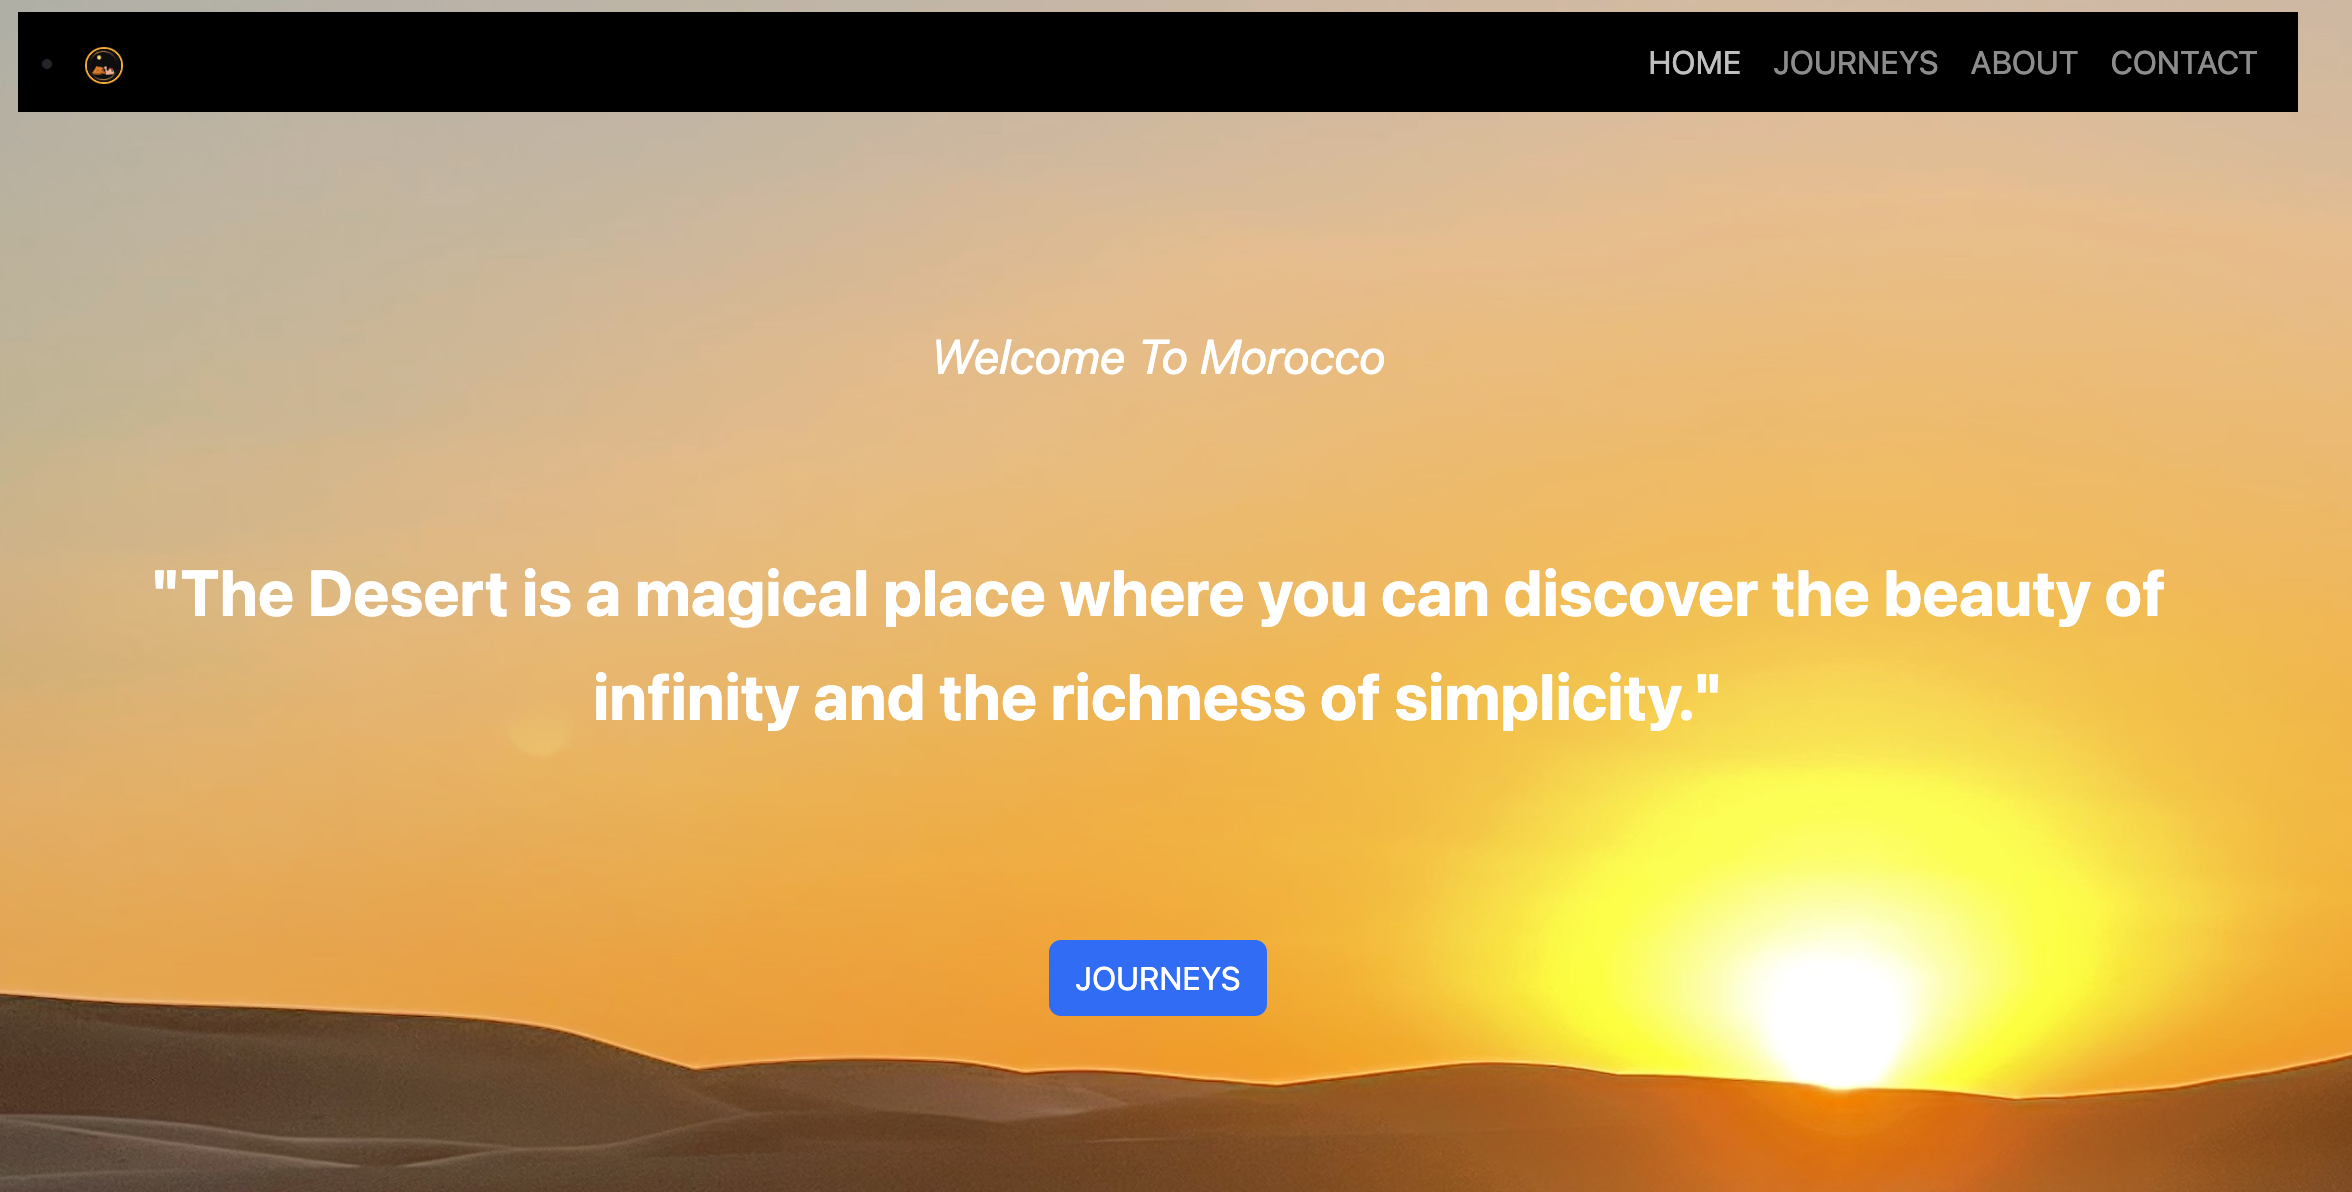 HOME JOURNEYS ABOUT CONTACT
Welcome To Morocco
"The Desert is a magical place where you can discover the beauty of
infinity and the richness of simplicity."
JOURNEYS